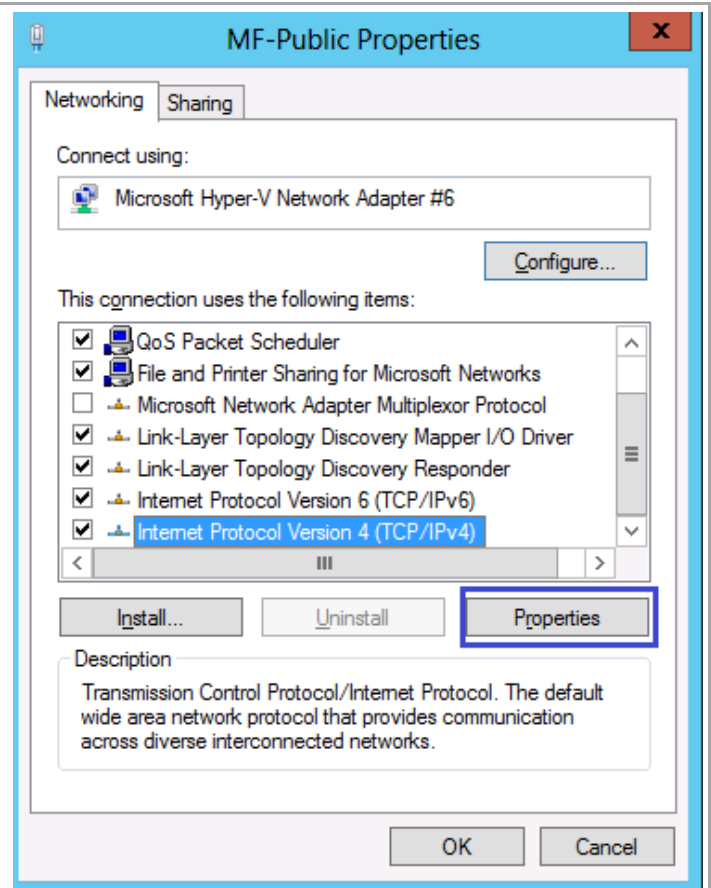 MF-Public Properties
x
Networking
Sharing
Connect using:
Microsoft Hyper-V Network Adapter #6
Configure...
This connection uses the following items:
QoS Packet Scheduler
File and Printer Sharing for Microsoft Networks
Microsoft Network Adapter Multiplexor Protocol
Link-Layer Topology Discovery Mapper I/O Driver
Link-Layer Topology Discovery Responder
Internet Protocol Version 6 (TCP/IPv6)
Internet Protocol Version 4 (TCP/IPv4)
Install...
Uninstall
Properties
Description
Transmission Control Protocol/Internet Protocol. The default
wide area network protocol that provides communication
across diverse interconnected networks.
OK
Cancel